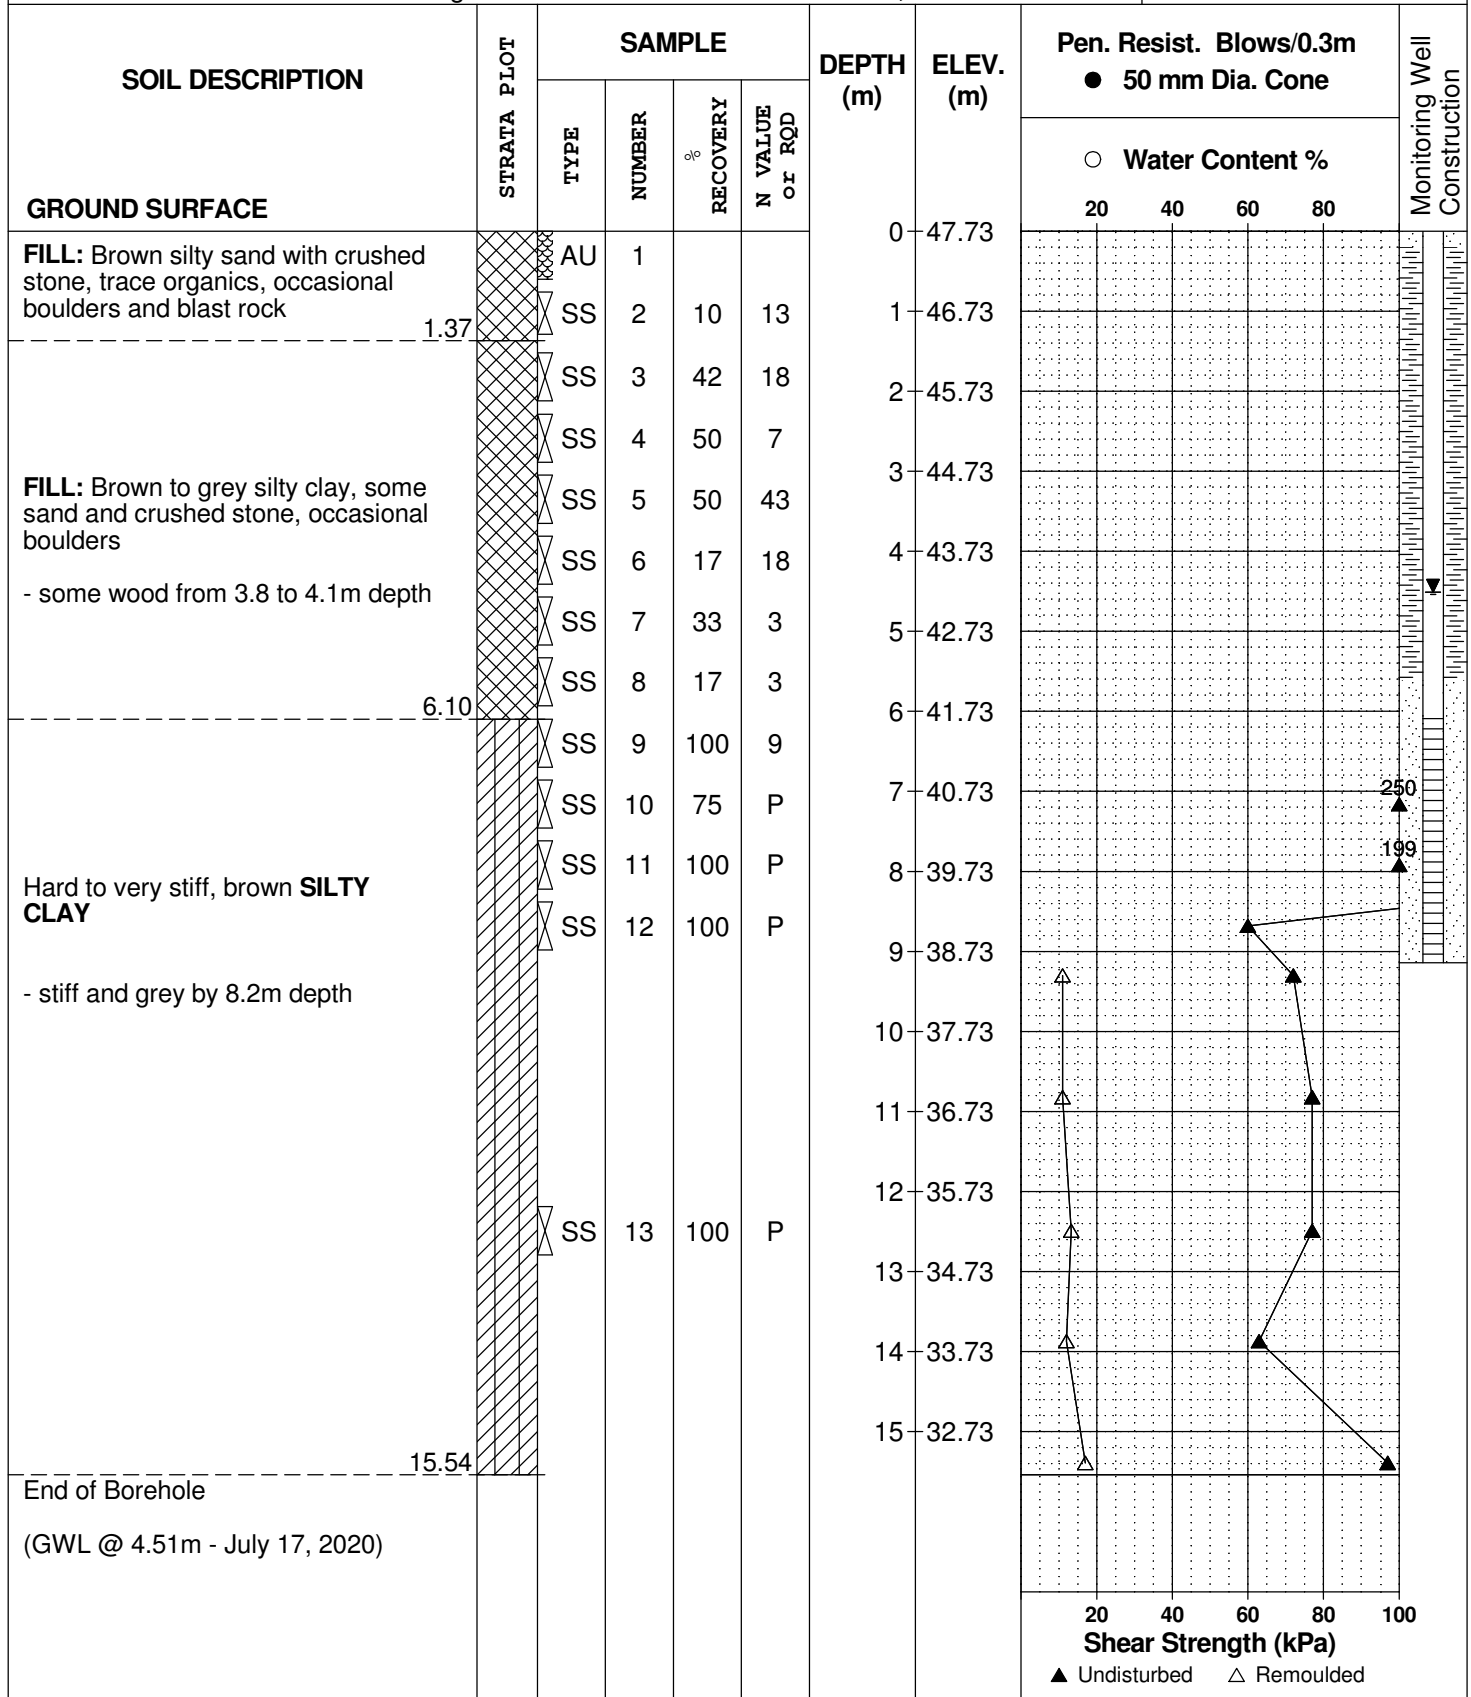 SOIL DESCRIPTION
GROUND SURFACE
STRATA PLOT
SAMPLE
TYPE
NUMBER
% RECOVERY
N VALUE or RQD
DEPTH (m)
ELEV. (m)
Pen. Resist. Blows/0.3m
● 50 mm Dia. Cone
○ Water Content %
20 40 60 80
Monitoring Well Construction
FILL: Brown silty sand with crushed
stone, trace organics, occasional
boulders and blast rock
1.37
FILL: Brown to grey silty clay, some
sand and crushed stone, occasional
boulders
- some wood from 3.8 to 4.1m depth
6.10
Hard to very stiff, brown SILTY
CLAY
- stiff and grey by 8.2m depth
15.54
End of Borehole
(GWL @ 4.51m - July 17, 2020)
AU 1
SS 2 10 13
SS 3 42 18
SS 4 50 7
SS 5 50 43
SS 6 17 18
SS 7 33 3
SS 8 17 3
SS 9 100 9
SS 10 75 P
SS 11 100 P
SS 12 100 P
SS 13 100 P
0 47.73
1 46.73
2 45.73
3 44.73
4 43.73
5 42.73
6 41.73
7 40.73
8 39.73
9 38.73
10 37.73
11 36.73
12 35.73
13 34.73
14 33.73
15 32.73
250
199
20 40 60 80 100
Shear Strength (kPa)
▲ Undisturbed △ Remoulded